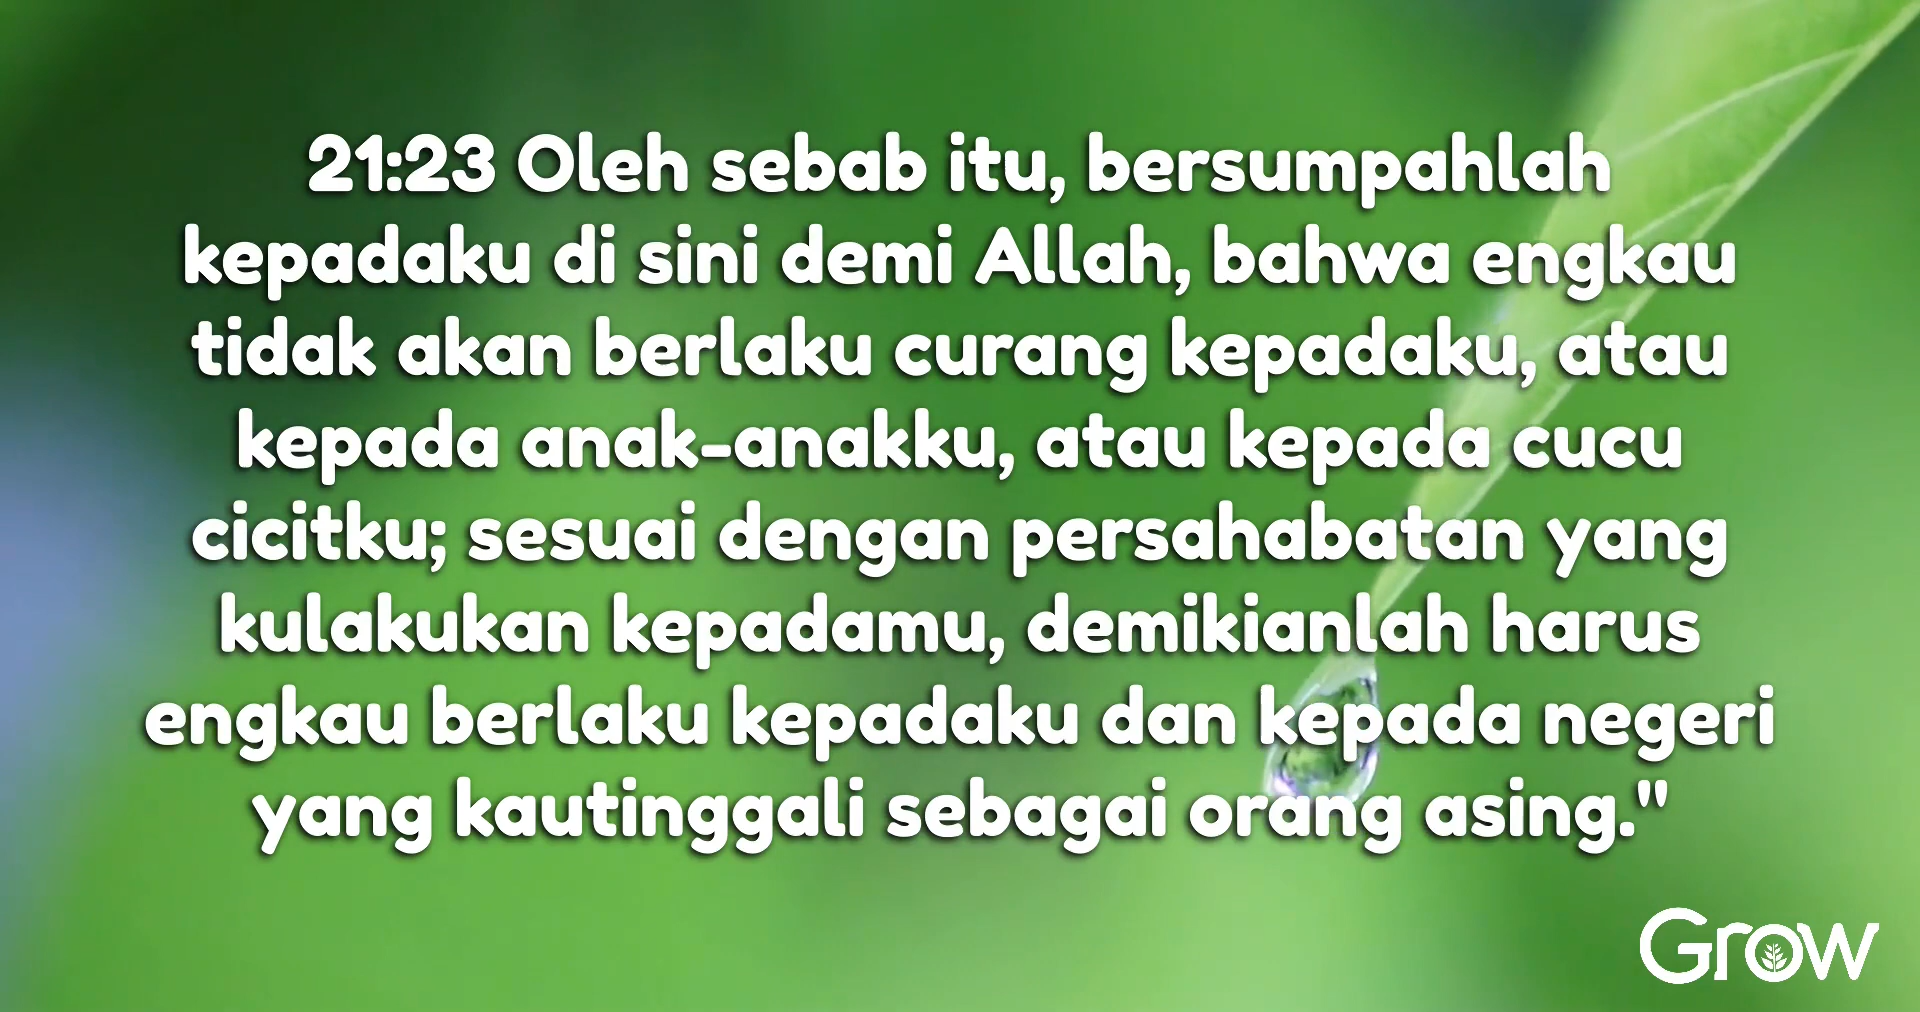 21:23 Oleh sebab itu, bersumpahlah
kepadaku di sini demi Allah, bahwa engkau
tidak akan berlaku curang kepadaku, atau
kepada anak-anakku, atau kepada cucu
cicitku; sesuai dengan persahabatan yang
kulakukan kepadamu, demikianlah harus
engkau berlaku kepadaku dan kepada negeri
yang kautinggali sebagai orang asing."
Grow